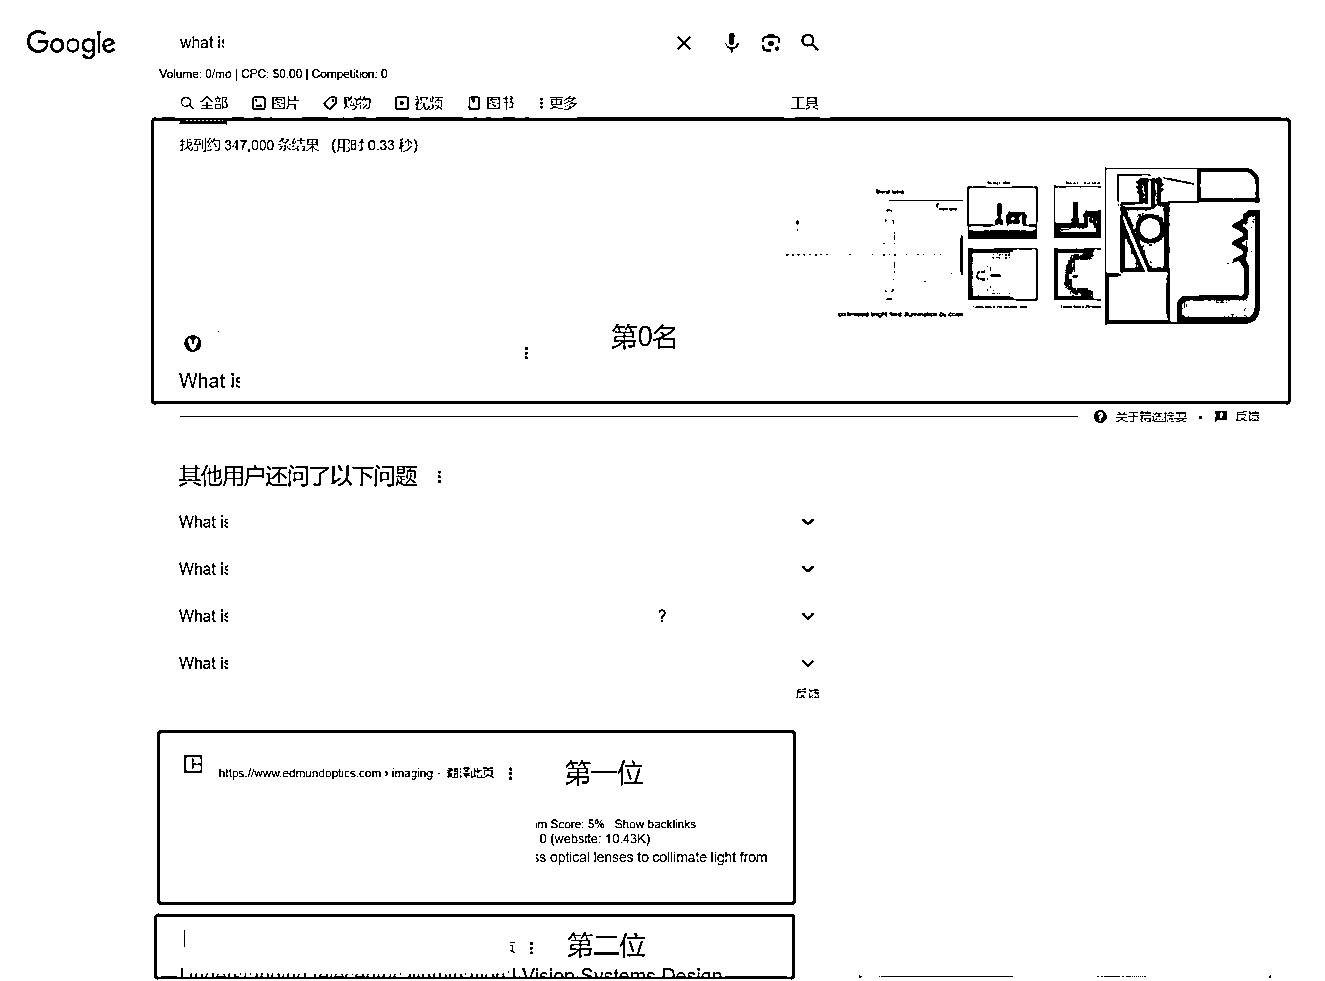 Google
what is
Volume: 0/mo | CPC: $0.00 | Competition: 0
全部 图片 购物 视频 图书 更多 工具
找到约 347,000 条结果 (用时 0.33 秒)
第0名
What is
关于精选摘要 · 反馈
其他用户还问了以下问题
What is
What is
What is ?
What is
反馈
https://www.edmundoptics.com › imaging · 翻译此页
第一位
Score: 5% Show backlinks
0 (website: 10.43K)
optical lenses to collimate light from
第二位
Understanding telecentric illumination | Vision Systems Design